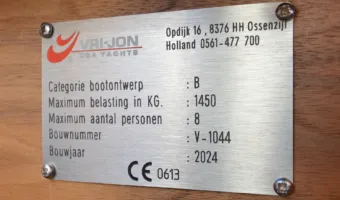 VRI-JON
USA YACHTS
Opdijk 16 , 8376 HH Ossenzijl
Holland 0561-477 700
Categorie bootontwerp : B
Maximum belasting in KG. : 1450
Maximum aantal personen : 8
Bouwnummer : V-1044
Bouwjaar : 2024
CE 0613